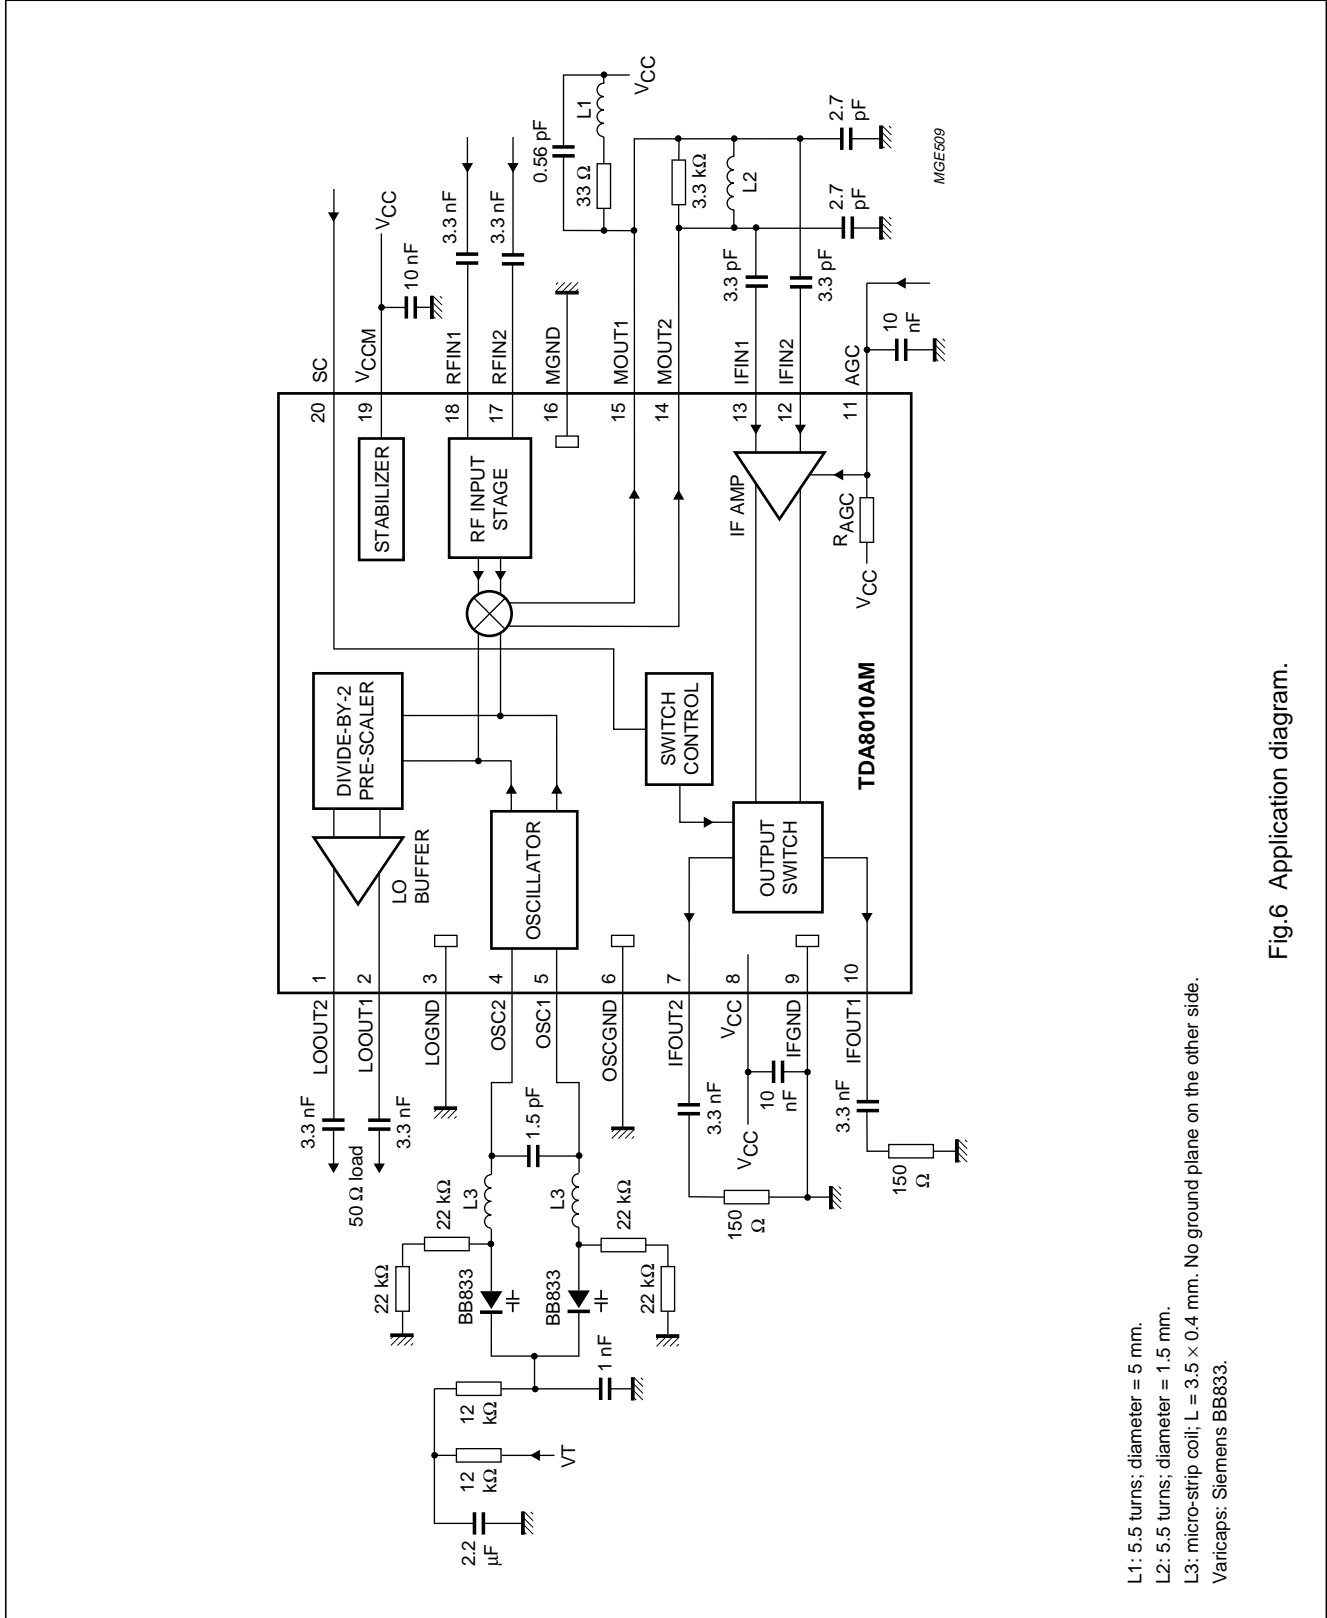 L1
33 Ω
0.56 pF
VCC
3.3 kΩ
L2
2.7
pF
2.7
pF
MGE509
VCC
10 nF
3.3 nF
3.3 nF
3.3 pF
3.3 pF
10
nF
SC
VCCM
RFIN1
RFIN2
MGND
MOUT1
MOUT2
IFIN1
IFIN2
AGC
20
19
18
17
16
15
14
13
12
11
STABILIZER
RF INPUT
STAGE
IF AMP
RAGC
VCC
DIVIDE-BY-2
PRE-SCALER
SWITCH
CONTROL
TDA8010AM
LO
BUFFER
OSCILLATOR
OUTPUT
SWITCH
1
2
3
4
5
6
7
8
9
10
LOOUT2
LOOUT1
LOGND
OSC2
OSC1
OSCGND
IFOUT2
VCC
IFGND
IFOUT1
3.3 nF
3.3 nF
50 Ω load
1.5 pF
3.3 nF
VCC
10
nF
3.3 nF
150
Ω
150
Ω
L3
L3
22 kΩ
22 kΩ
22 kΩ
22 kΩ
BB833
BB833
1 nF
12
kΩ
12
kΩ
VT
2.2
µF
L1: 5.5 turns; diameter = 5 mm.
L2: 5.5 turns; diameter = 1.5 mm.
L3: micro-strip coil; L = 3.5 × 0.4 mm. No ground plane on the other side.
Varicaps: Siemens BB833.
Fig.6 Application diagram.